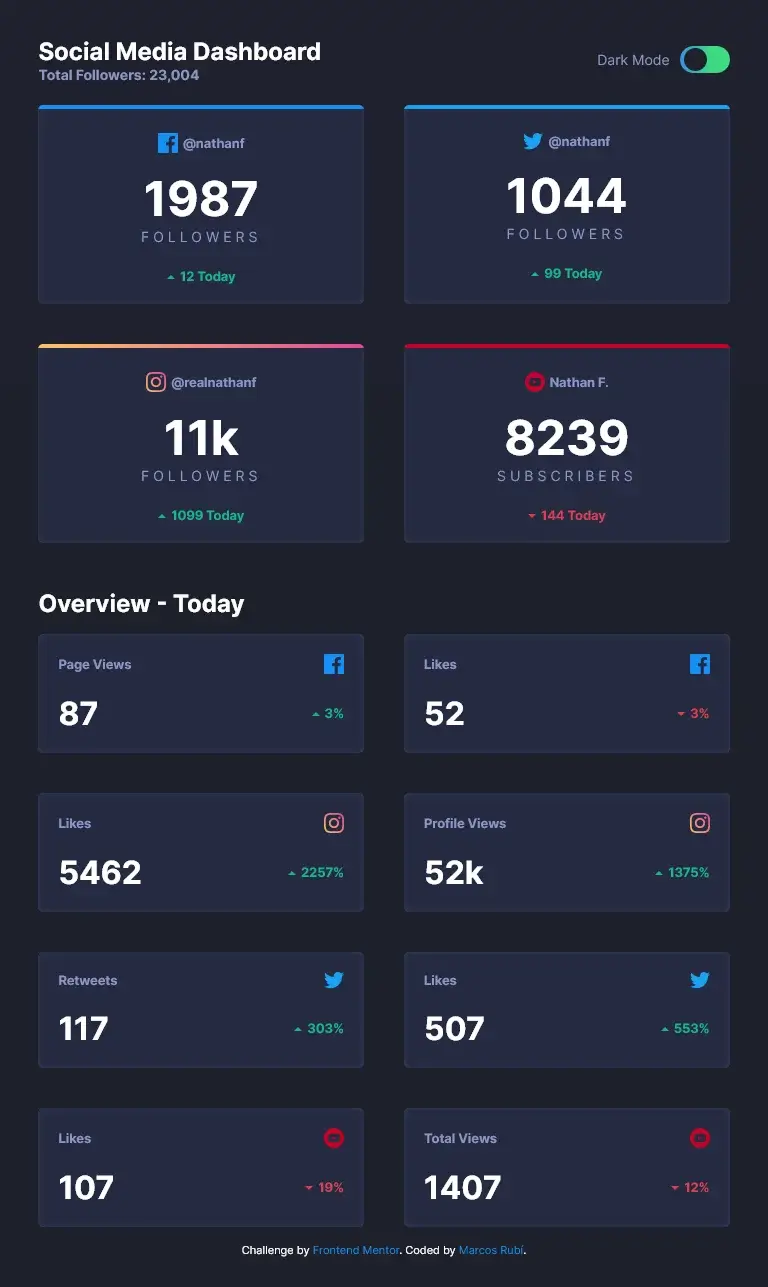 Social Media Dashboard
Total Followers: 23,004
Dark Mode
@nathanf
1987
FOLLOWERS
12 Today
@nathanf
1044
FOLLOWERS
99 Today
@realnathanf
11k
FOLLOWERS
1099 Today
Nathan F.
8239
SUBSCRIBERS
144 Today
Overview - Today
Page Views
87
3%
Likes
52
3%
Likes
5462
2257%
Profile Views
52k
1375%
Retweets
117
303%
Likes
507
553%
Likes
107
19%
Total Views
1407
12%
Challenge by Frontend Mentor. Coded by Marcos Rubí.